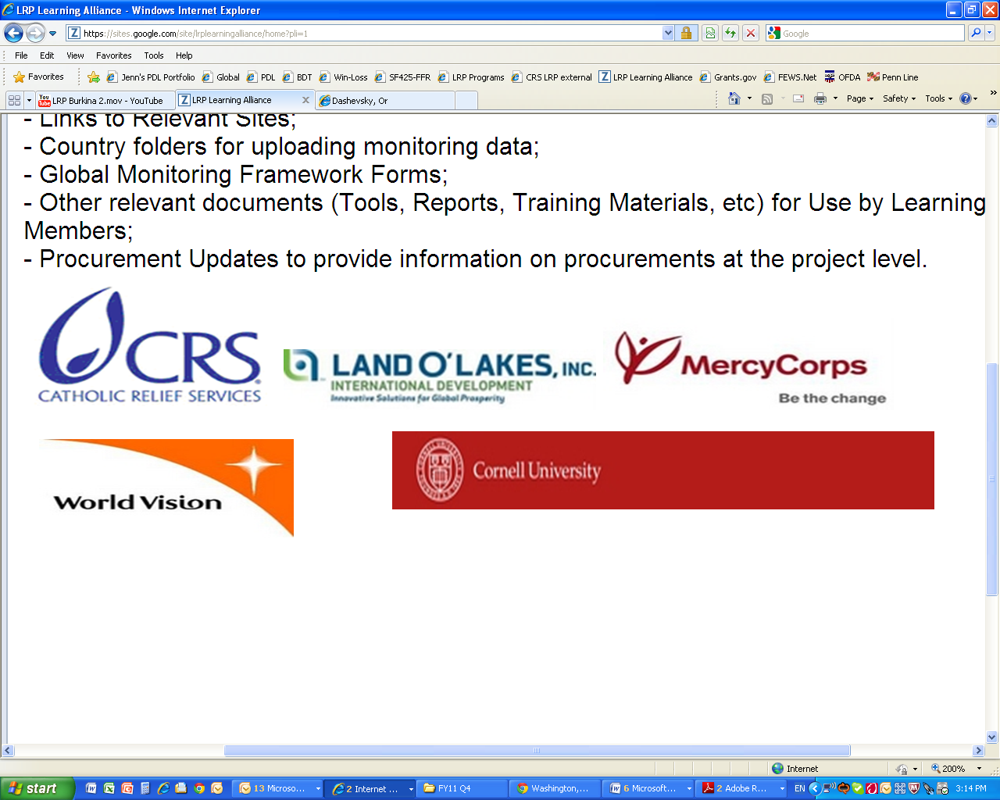 LRP Learning Alliance - Windows Internet Explorer
https://sites.google.com/site/lrplearningalliance/home?pli=1
Google
File Edit View Favorites Tools Help
Favorites Jenn's PDL Portfolio Global PDL BDT Win-Loss SF425-FFR LRP Programs CRS LRP external LRP Learning Alliance Grants.gov FEWS.Net OFDA Penn Line
LRP Burkina 2.mov - YouTube LRP Learning Alliance Dashevsky, Or Page Safety Tools
- Links to Relevant Sites;
- Country folders for uploading monitoring data;
- Global Monitoring Framework Forms;
- Other relevant documents (Tools, Reports, Training Materials, etc) for Use by Learning
Members;
- Procurement Updates to provide information on procurements at the project level.
CRS
CATHOLIC RELIEF SERVICES
LAND O'LAKES, INC.
INTERNATIONAL DEVELOPMENT
Innovative Solutions for Global Prosperity
MercyCorps
Be the change
World Vision
Cornell University
Internet 200%
start 13 Microso... 2 Internet ... FY11 Q4 Washington,... 6 Microsoft... 2 Adobe R... EN 3:14 PM